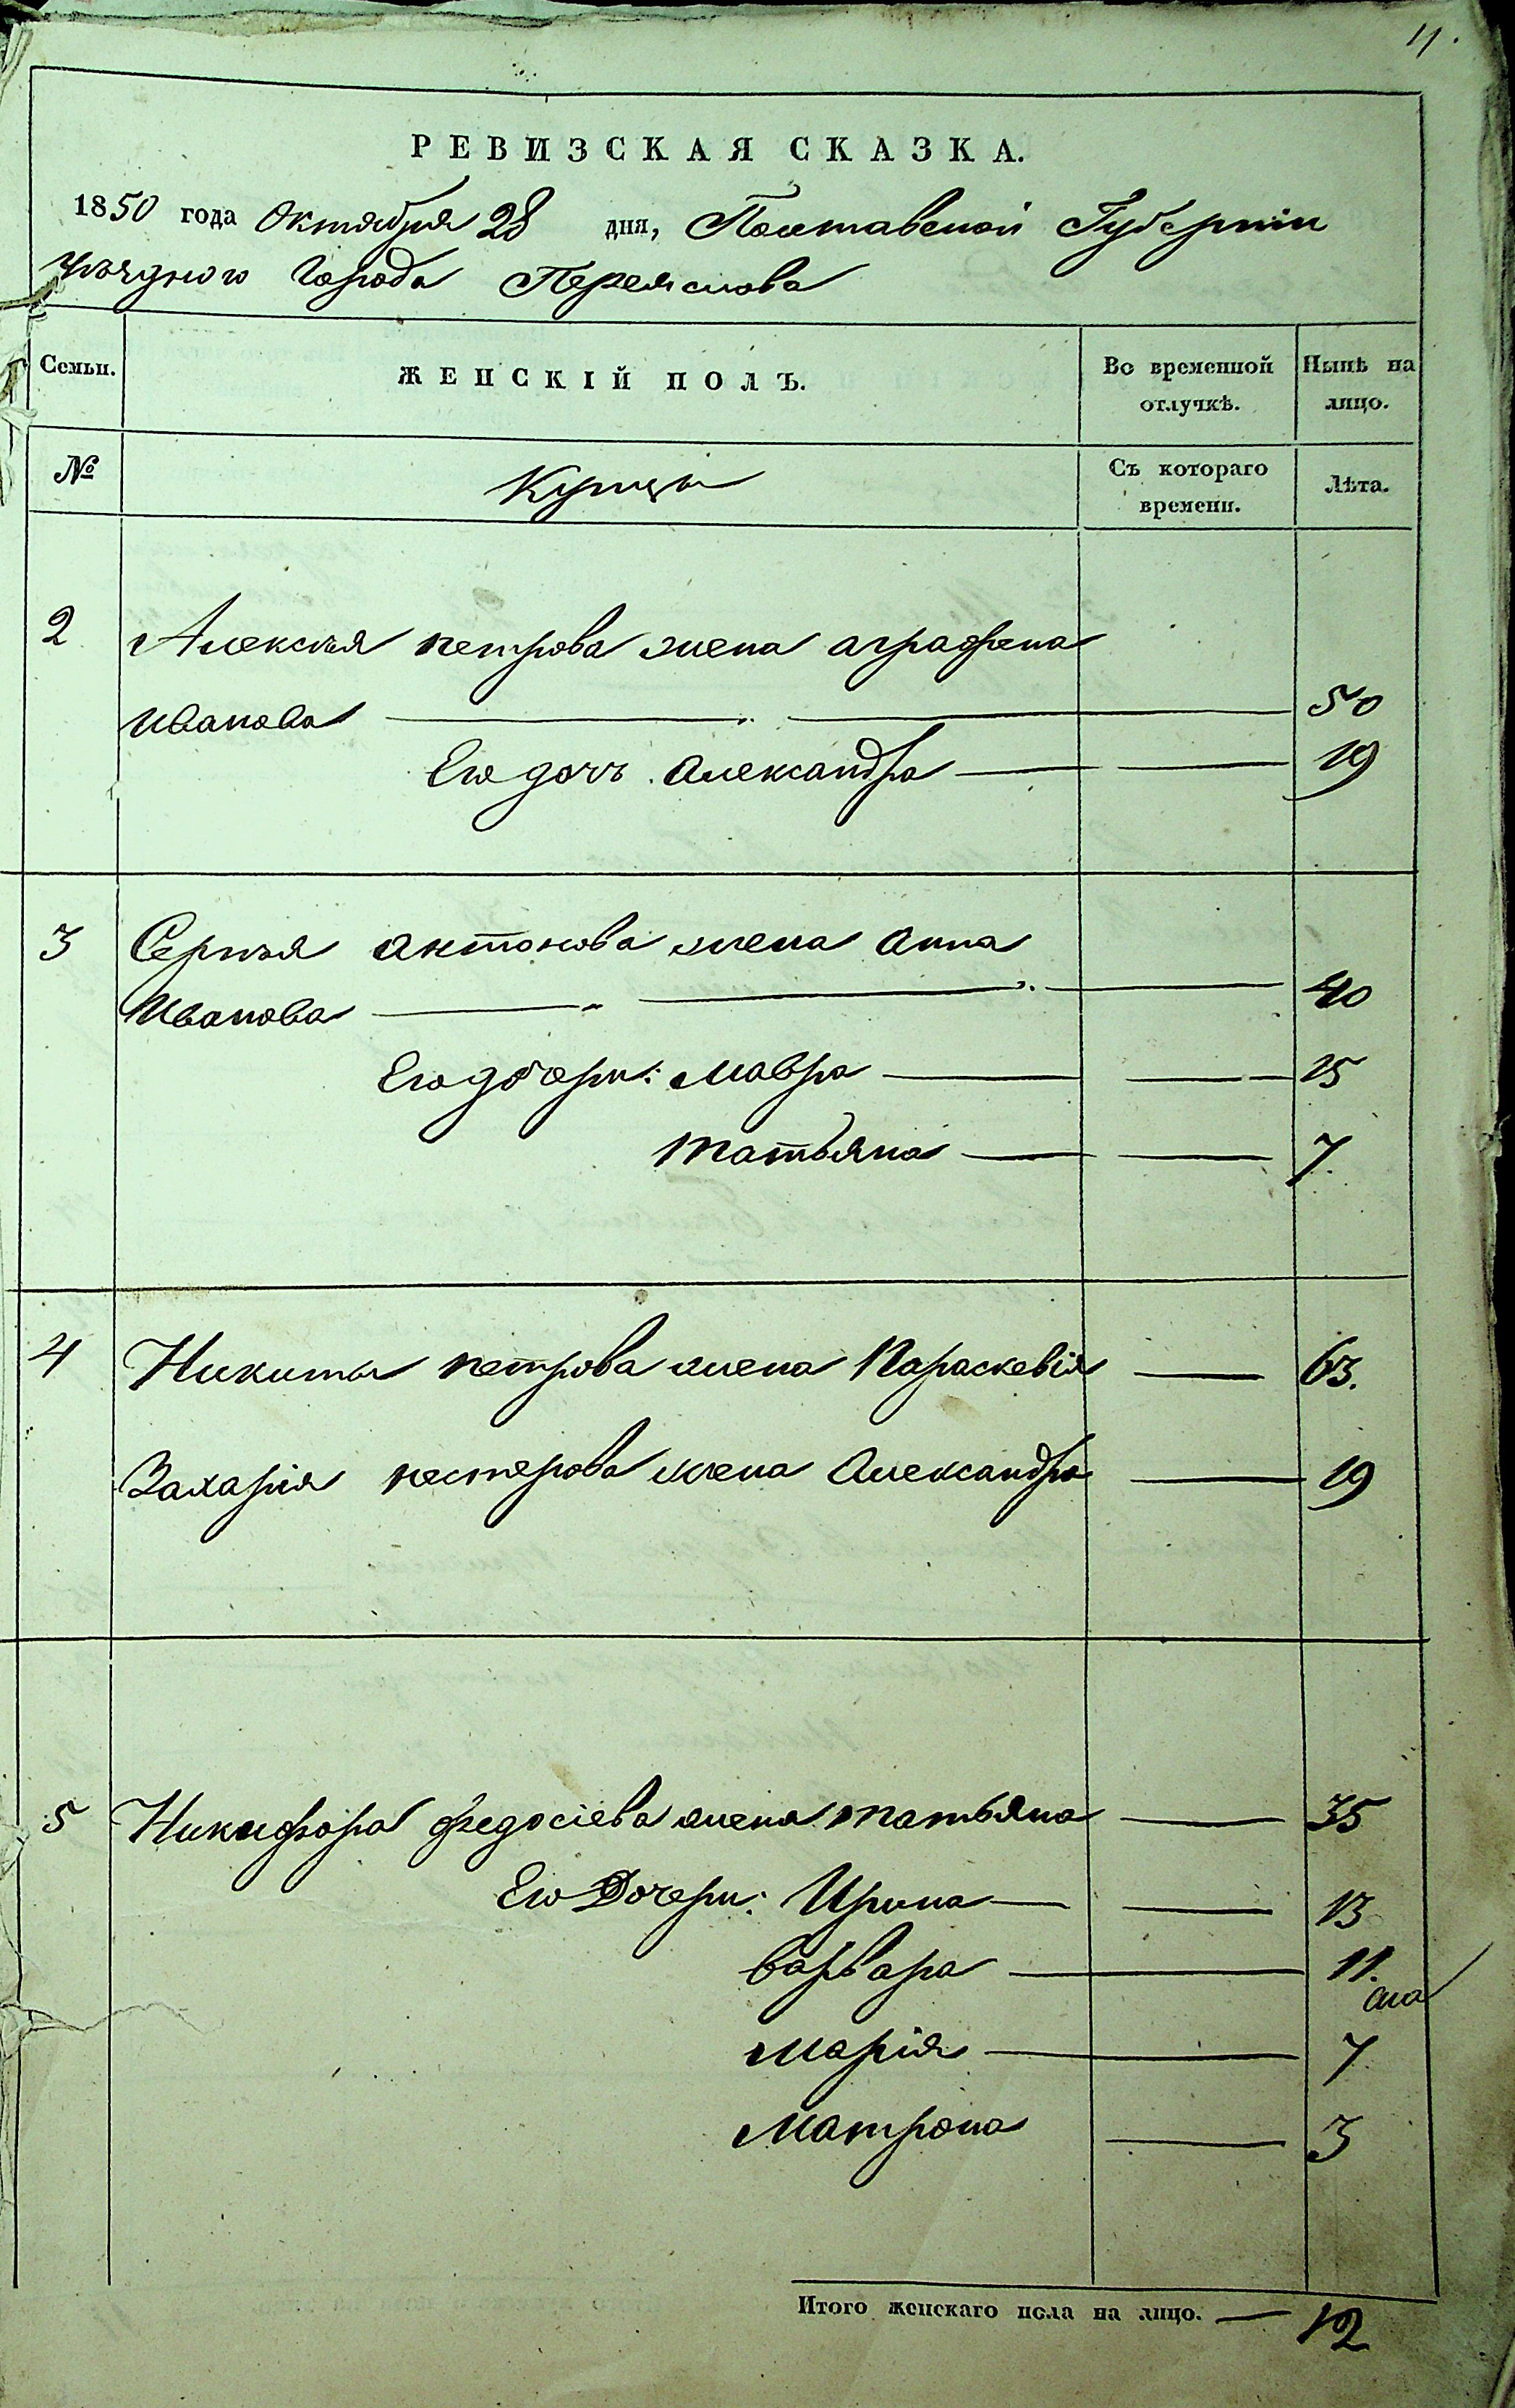 11.
РЕВИЗСКАЯ СКАЗКА.
1850 года Октября 28 дня, Полтавской Губернии
уезднаго Города Переяслова
Семьи. ЖЕНСКІЙ ПОЛЪ. Во временной отлучкѣ. Нынѣ на лицо.
№ Купцы Съ котораго времени. Лѣта.
2 Алексѣя петрова жена аграфена
Иванова 50
Его дочь Александра 19
3 Сергѣя Антонова жена Анна
Иванова 40
Его дочери: Мавра 15
Татьяна 7
4 Никиты петрова жена Параскевія 63.
Захарія нестерова жена Александра 19
5 Никифора федосіева жена Татьяна 35
Его Дочери: Ирина 13
Варвара 11.
Марія 7
Матрона 3
Итого женскаго пола на лицо. 12